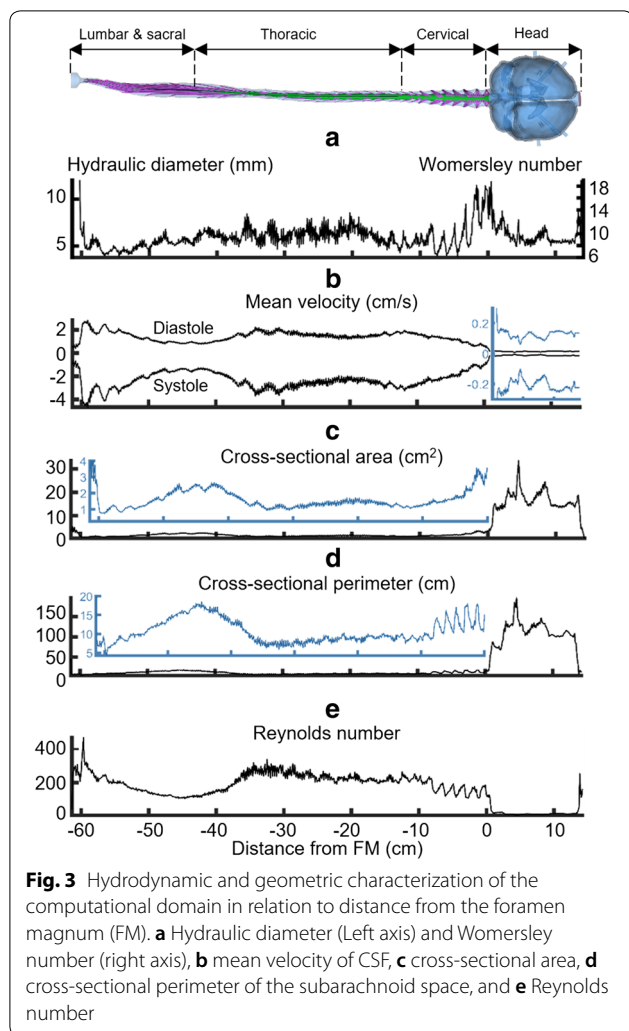 Lumbar & sacral Thoracic Cervical Head
a
Hydraulic diameter (mm) Womersley number
10 5
18 14 10 6
b
Mean velocity (cm/s)
2 0 -2 -4
Diastole
Systole
0.2 0 -0.2
c
Cross-sectional area (cm²)
30 20 10 0
4 3 2 1
d
Cross-sectional perimeter (cm)
150 100 50 0
20 15 10 5
e
Reynolds number
400 200 0
-61 -60 -50 -40 -30 -20 -10 0 10
Distance from FM (cm)
Fig. 3 Hydrodynamic and geometric characterization of the
computational domain in relation to distance from the foramen
magnum (FM). a Hydraulic diameter (Left axis) and Womersley
number (right axis), b mean velocity of CSF, c cross-sectional area, d
cross-sectional perimeter of the subarachnoid space, and e Reynolds
number